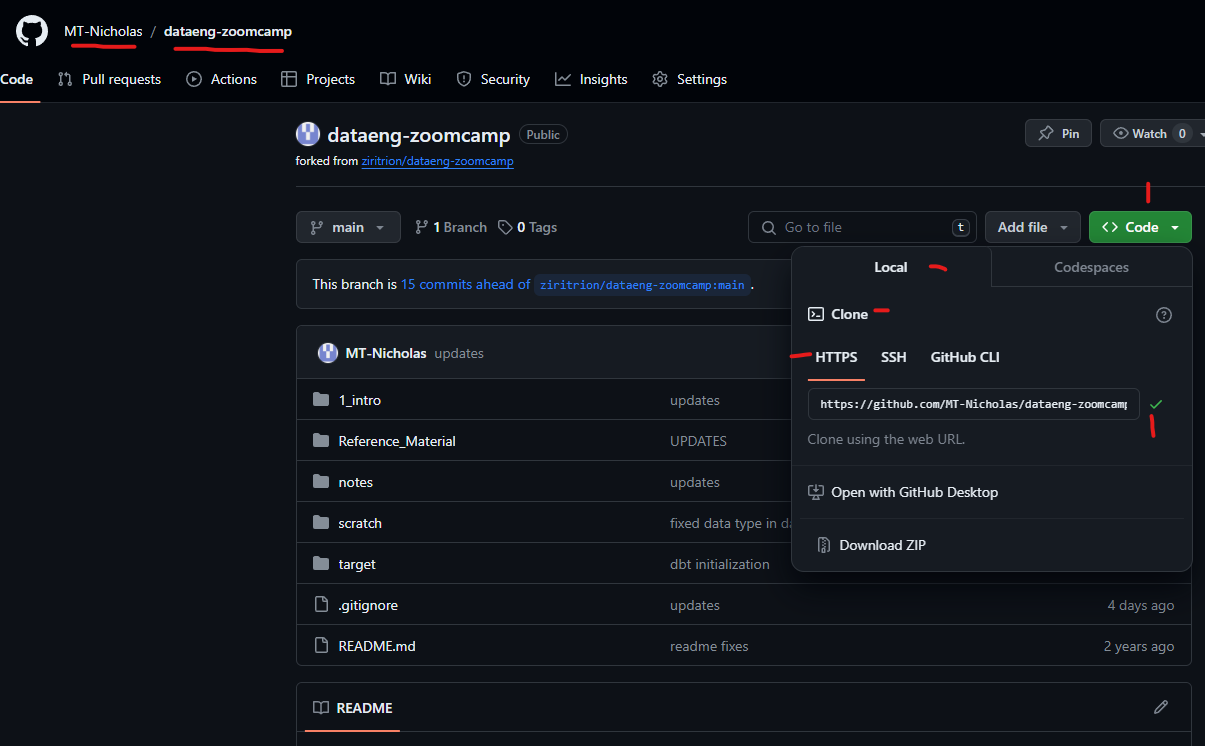 MT-Nicholas / dataeng-zoomcamp
Code Pull requests Actions Projects Wiki Security Insights Settings
dataeng-zoomcamp Public
Pin
Watch 0
forked from ziritrion/dataeng-zoomcamp
main
1 Branch
0 Tags
Go to file t
Add file
Code
Local
Codespaces
Clone
HTTPS SSH GitHub CLI
https://github.com/MT-Nicholas/dataeng-zoomcamp
Clone using the web URL.
Open with GitHub Desktop
Download ZIP
This branch is 15 commits ahead of ziritrion/dataeng-zoomcamp:main .
MT-Nicholas updates
1_intro updates
Reference_Material UPDATES
notes updates
scratch fixed data type in
target dbt initialization
.gitignore updates 4 days ago
README.md readme fixes 2 years ago
README